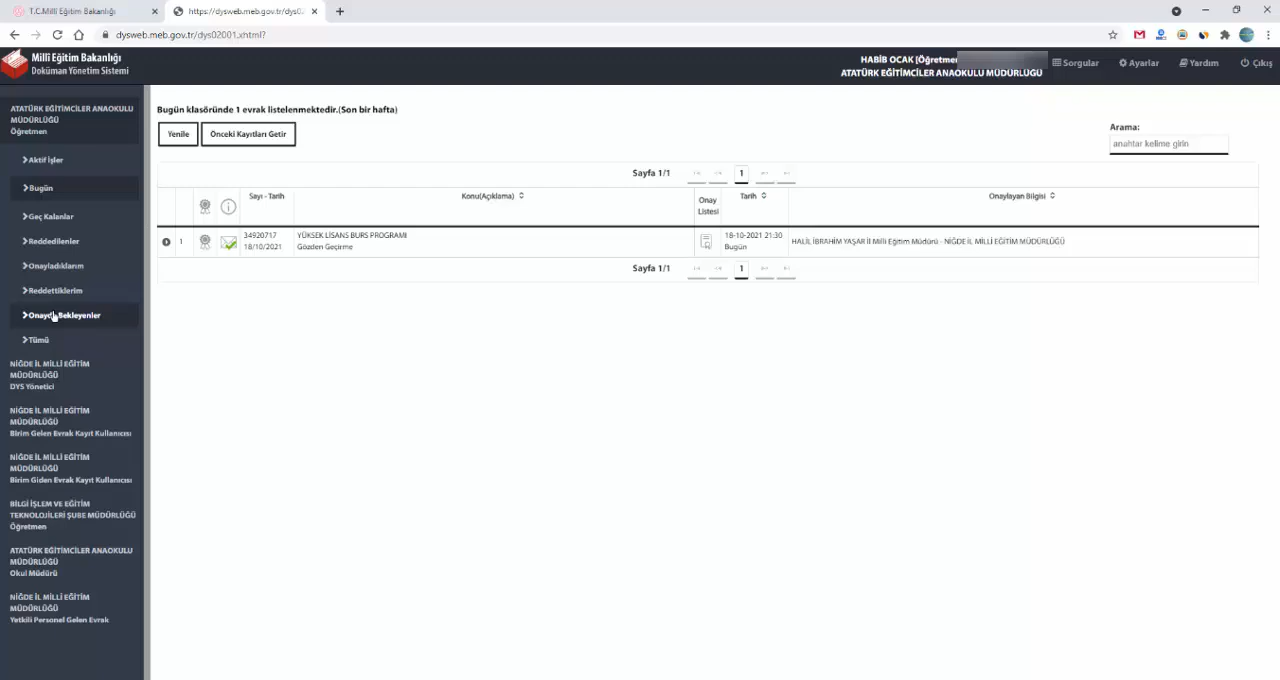 T.C.Millî Eğitim Bakanlığı
https://dysweb.meb.gov.tr/dys02
dysweb.meb.gov.tr/dys02001.xhtml?
Millî Eğitim Bakanlığı
Doküman Yönetim Sistemi
HABİB OCAK [Öğretmen
ATATÜRK EĞİTİMCİLER ANAOKULU MÜDÜRLÜĞÜ
Sorgular
Ayarlar
Yardım
Çıkış
ATATÜRK EĞİTİMCİLER ANAOKULU
MÜDÜRLÜĞÜ
Öğretmen
Aktif İşler
Bugün
Geç Kalanlar
Reddedilenler
Onayladıklarım
Reddettiklerim
Onayda Bekleyenler
Tümü
NİĞDE İL MİLLİ EĞİTİM
MÜDÜRLÜĞÜ
DYS Yönetici
NİĞDE İL MİLLİ EĞİTİM
MÜDÜRLÜĞÜ
Birim Gelen Evrak Kayıt Kullanıcısı
NİĞDE İL MİLLİ EĞİTİM
MÜDÜRLÜĞÜ
Birim Giden Evrak Kayıt Kullanıcısı
BİLGİ İŞLEM VE EĞİTİM
TEKNOLOJİLERİ ŞUBE MÜDÜRLÜĞÜ
Öğretmen
ATATÜRK EĞİTİMCİLER ANAOKULU
MÜDÜRLÜĞÜ
Okul Müdürü
NİĞDE İL MİLLİ EĞİTİM
MÜDÜRLÜĞÜ
Yetkili Personel Gelen Evrak
Bugün klasöründe 1 evrak listelenmektedir.(Son bir hafta)
Yenile
Önceki Kayıtları Getir
Arama:
anahtar kelime girin
Sayfa 1/1
1
Sayı - Tarih
Konu(Açıklama)
Onay
Listesi
Tarih
Onaylayan Bilgisi
1
34920717
18/10/2021
YÜKSEK LİSANS BURS PROGRAMI
Gözden Geçirme
18-10-2021 21:30
Bugün
HALİL İBRAHİM YAŞAR İl Milli Eğitim Müdürü - NİĞDE İL MİLLÎ EĞİTİM MÜDÜRLÜĞÜ
Sayfa 1/1
1